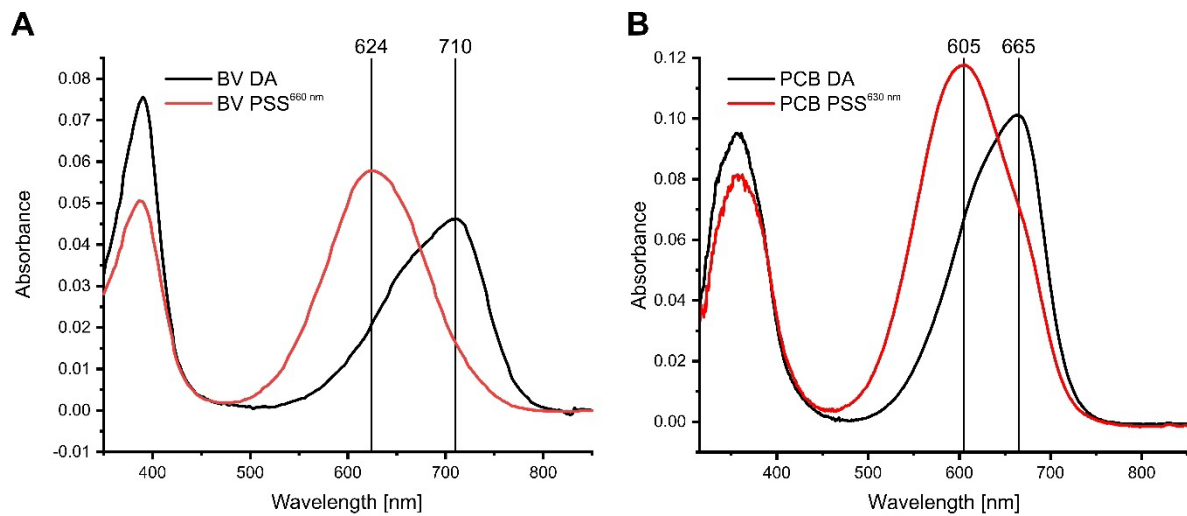 A
624 710
BV DA
BV PSS660 nm
0.08
0.07
0.06
0.05
0.04
0.03
0.02
0.01
0.00
-0.01
Absorbance
400 500 600 700 800
Wavelength [nm]
B
605 665
PCB DA
PCB PSS630 nm
0.12
0.10
0.08
0.06
0.04
0.02
0.00
Absorbance
400 500 600 700 800
Wavelength [nm]